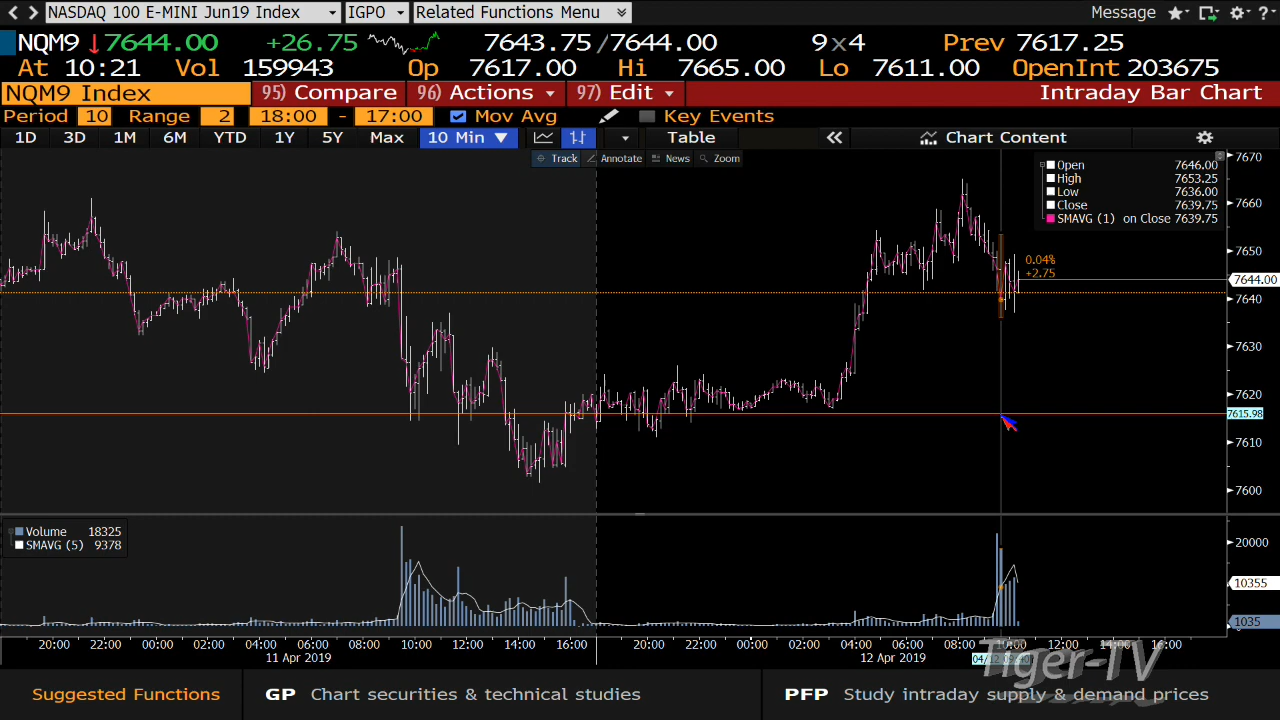 NASDAQ 100 E-MINI Jun19 Index IGPO Related Functions Menu Message
NQM9 7644.00 +26.75 7643.75/7644.00 9x4 Prev 7617.25
At 10:21 Vol 159943 Op 7617.00 Hi 7665.00 Lo 7611.00 OpenInt 203675
NQM9 Index 95) Compare 96) Actions 97) Edit Intraday Bar Chart
Period 10 Range 2 18:00 - 17:00 Mov Avg Key Events
1D 3D 1M 6M YTD 1Y 5Y Max 10 Min Table Chart Content
Track Annotate News Zoom
7670
Open 7646.00
High 7653.25
Low 7636.00
Close 7639.75
SMAVG (1) on Close 7639.75
7660
7650
0.04%
+2.75
7644.00
7640
7630
7620
7615.98
7610
7600
Volume 18325
SMAVG (5) 9378
20000
10355
1035
20:00 22:00 00:00 02:00 04:00 06:00 08:00 10:00 12:00 14:00 16:00 20:00 22:00 00:00 02:00 04:00 06:00 08:00 10:00 12:00 14:00 16:00
11 Apr 2019 12 Apr 2019
Tiger-TV
Suggested Functions GP Chart securities & technical studies PFP Study intraday supply & demand prices